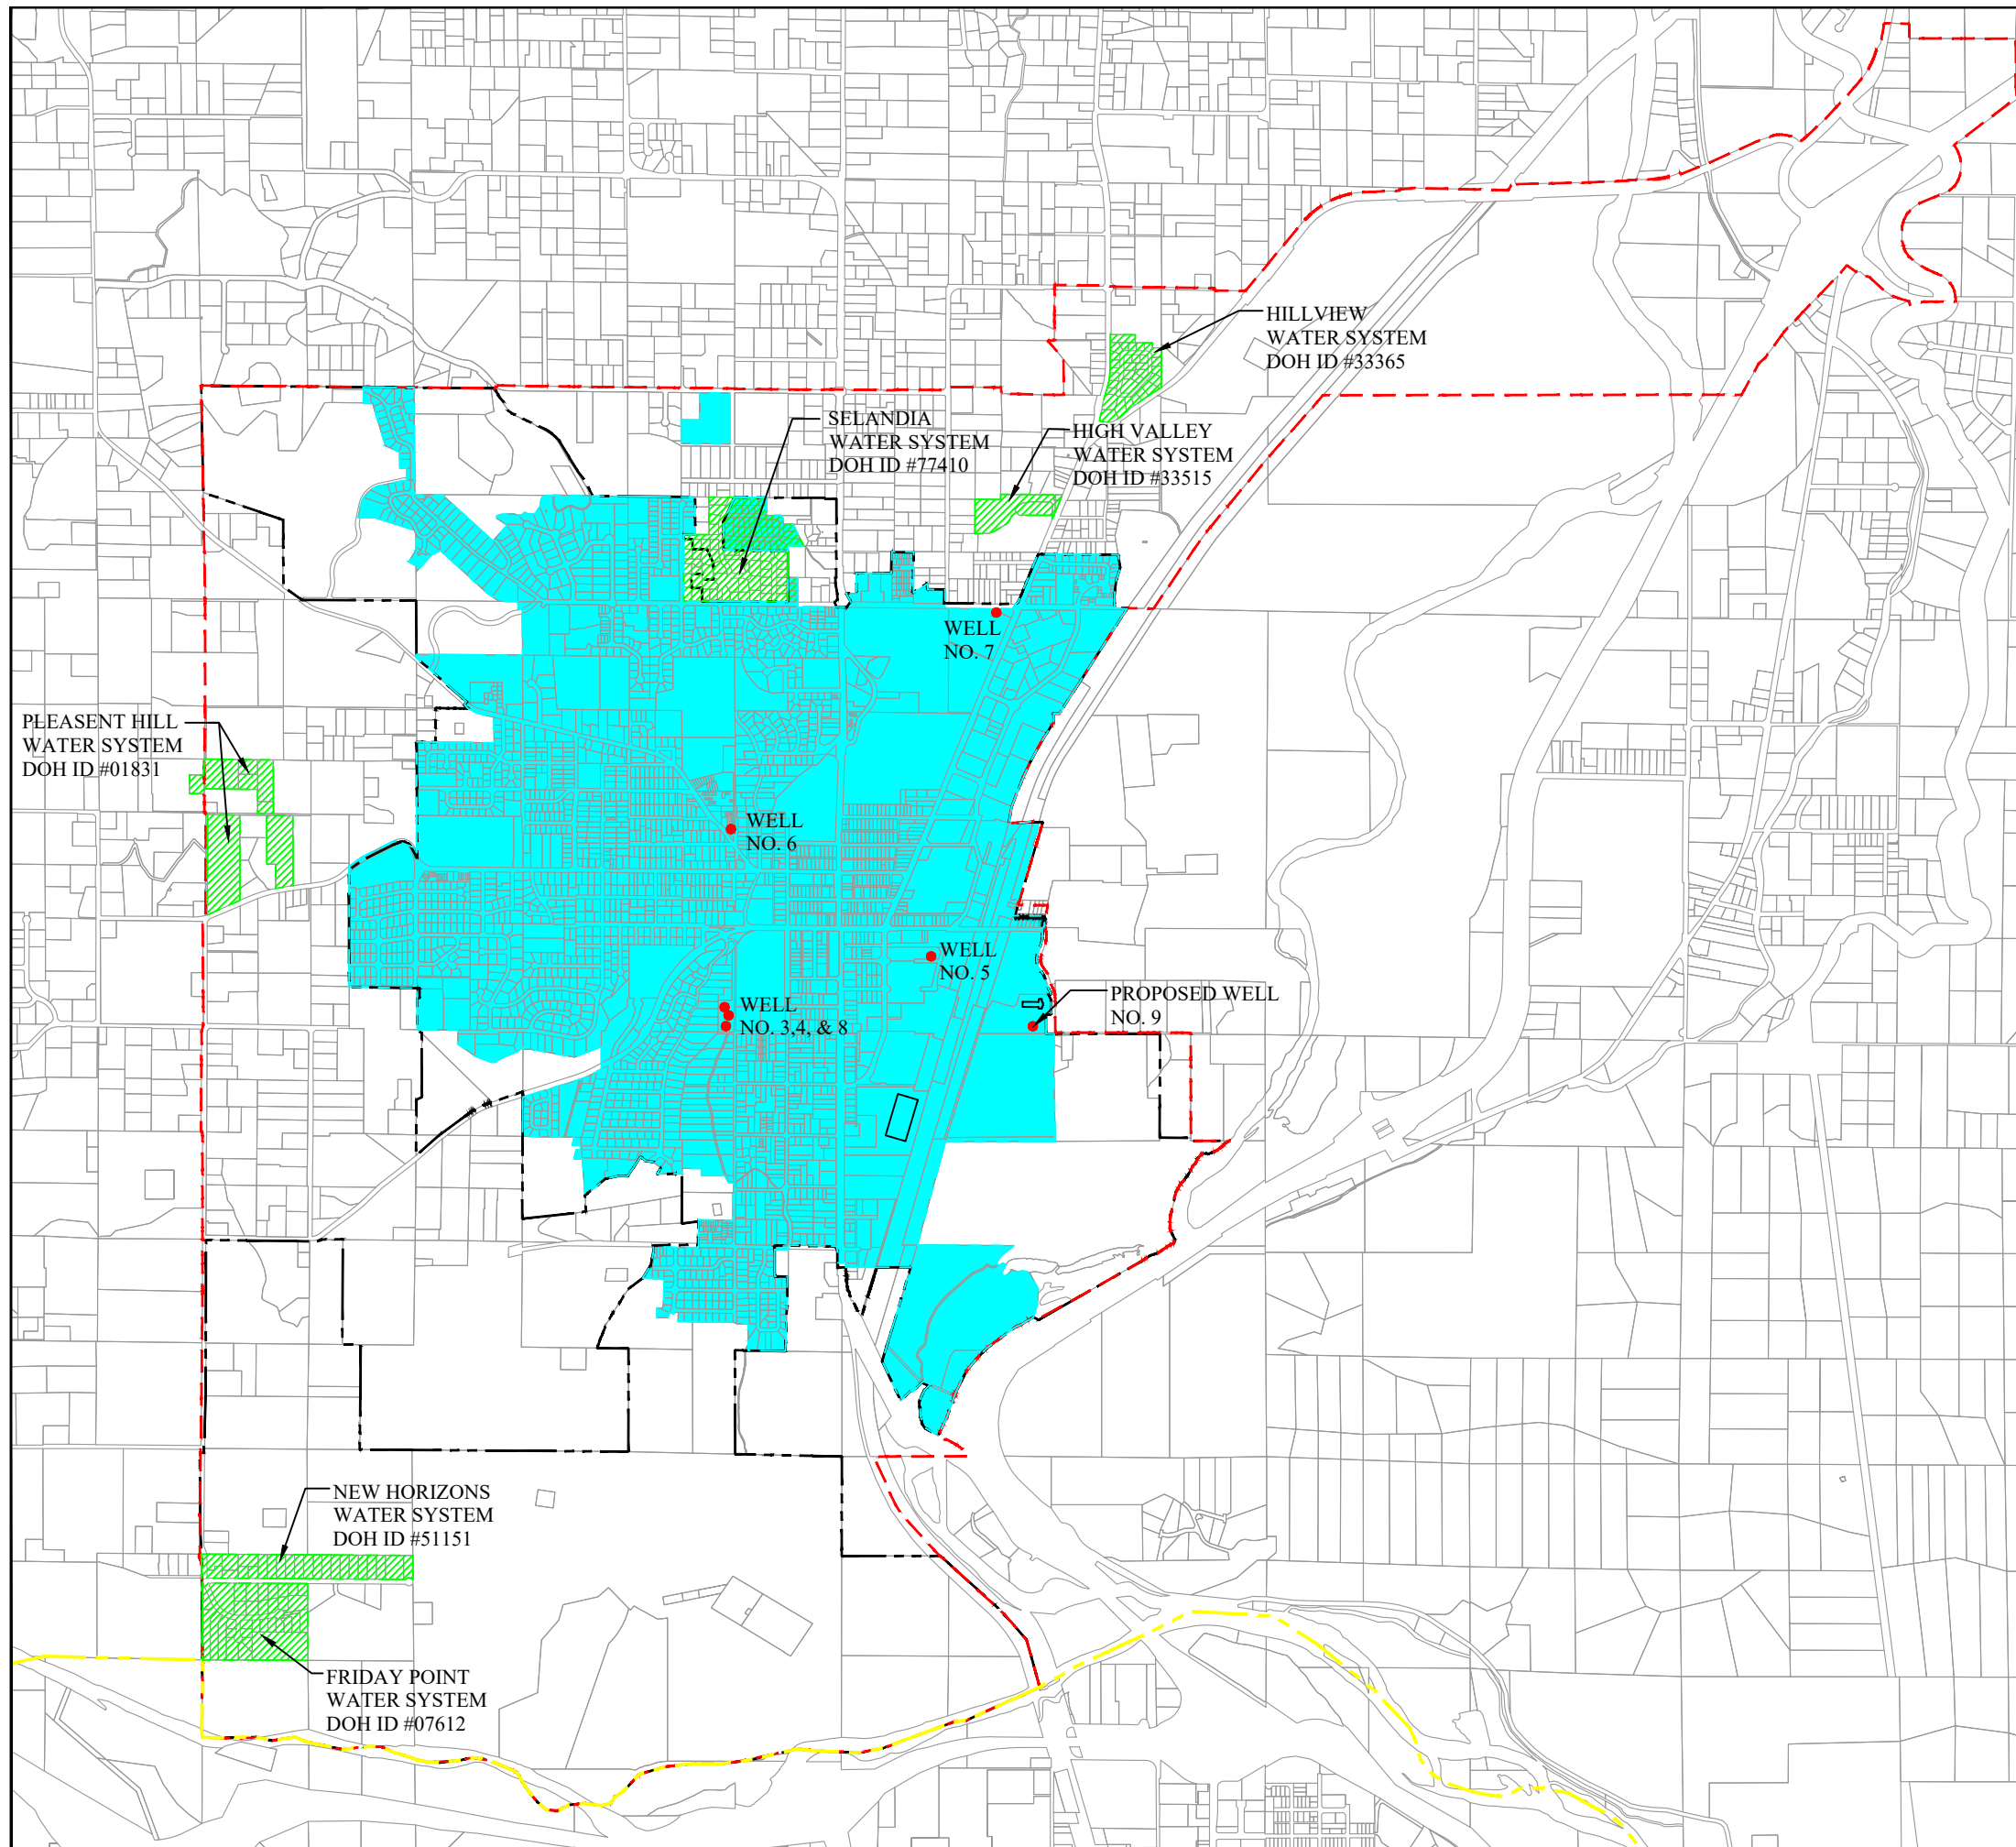 HILLVIEW
WATER SYSTEM
DOH ID #33365
SELANDIA
WATER SYSTEM
DOH ID #77410
HIGH VALLEY
WATER SYSTEM
DOH ID #33515
WELL
NO. 7
PLEASENT HILL
WATER SYSTEM
DOH ID #01831
WELL
NO. 6
WELL
NO. 5
WELL
NO. 3,4, & 8
PROPOSED WELL
NO. 9
NEW HORIZONS
WATER SYSTEM
DOH ID #51151
FRIDAY POINT
WATER SYSTEM
DOH ID #07612